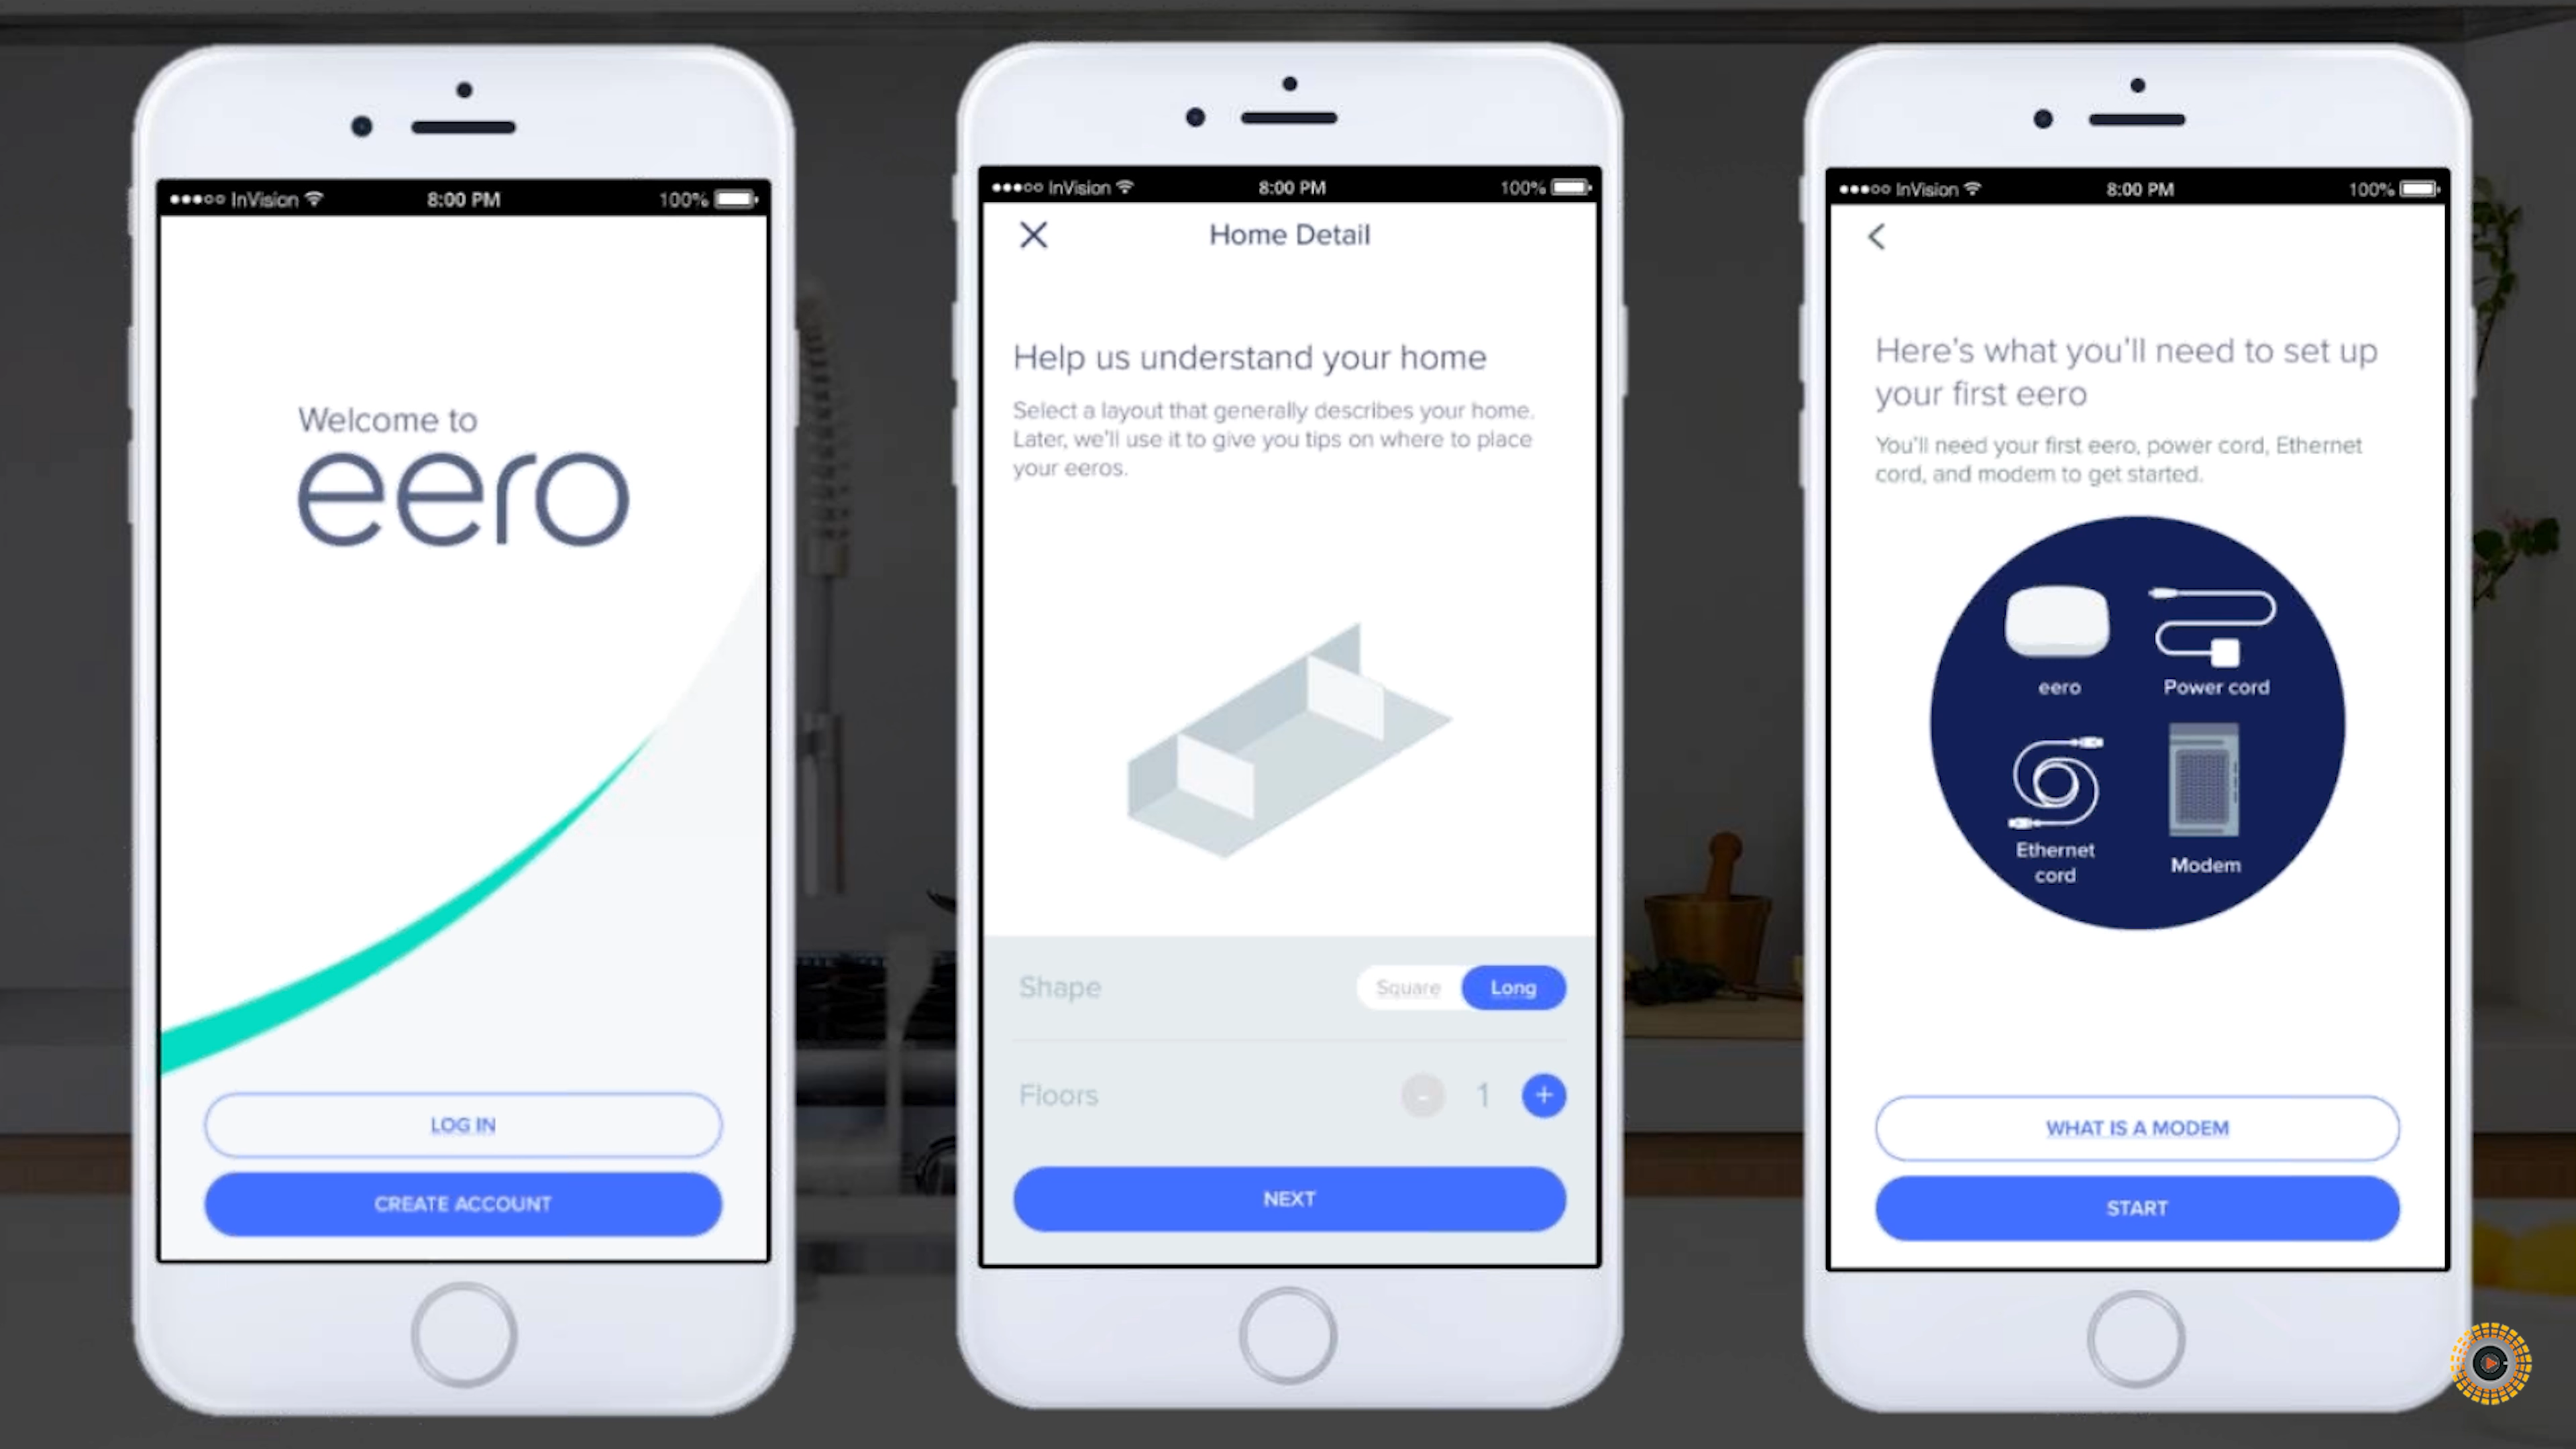 InVision 8:00 PM 100%
Welcome to
eero
LOG IN
CREATE ACCOUNT
InVision 8:00 PM 100%
Home Detail
Help us understand your home
Select a layout that generally describes your home.
Later, we'll use it to give you tips on where to place
your eeros.
Shape Square Long
Floors - 1 +
NEXT
InVision 8:00 PM 100%
Here's what you'll need to set up
your first eero
You'll need your first eero, power cord, Ethernet
cord, and modem to get started.
eero Power cord
Ethernet
cord
Modem
WHAT IS A MODEM
START